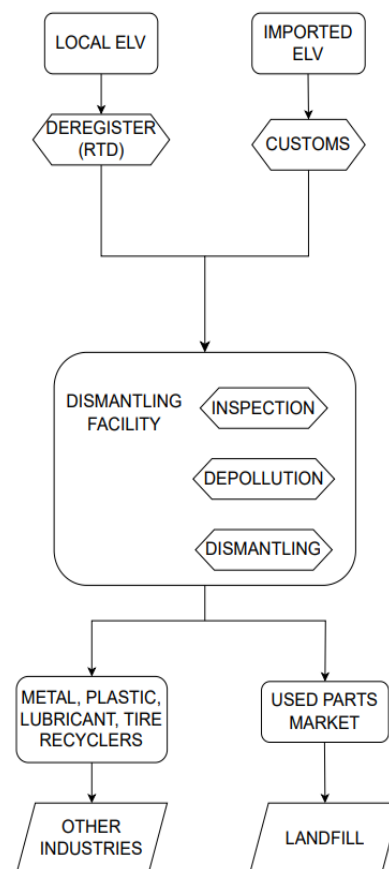 LOCAL ELV
IMPORTED
ELV
DEREGISTER
(RTD)
CUSTOMS
DISMANTLING
FACILITY
INSPECTION
DEPOLLUTION
DISMANTLING
METAL, PLASTIC,
LUBRICANT, TIRE
RECYCLERS
USED PARTS
MARKET
OTHER
INDUSTRIES
LANDFILL